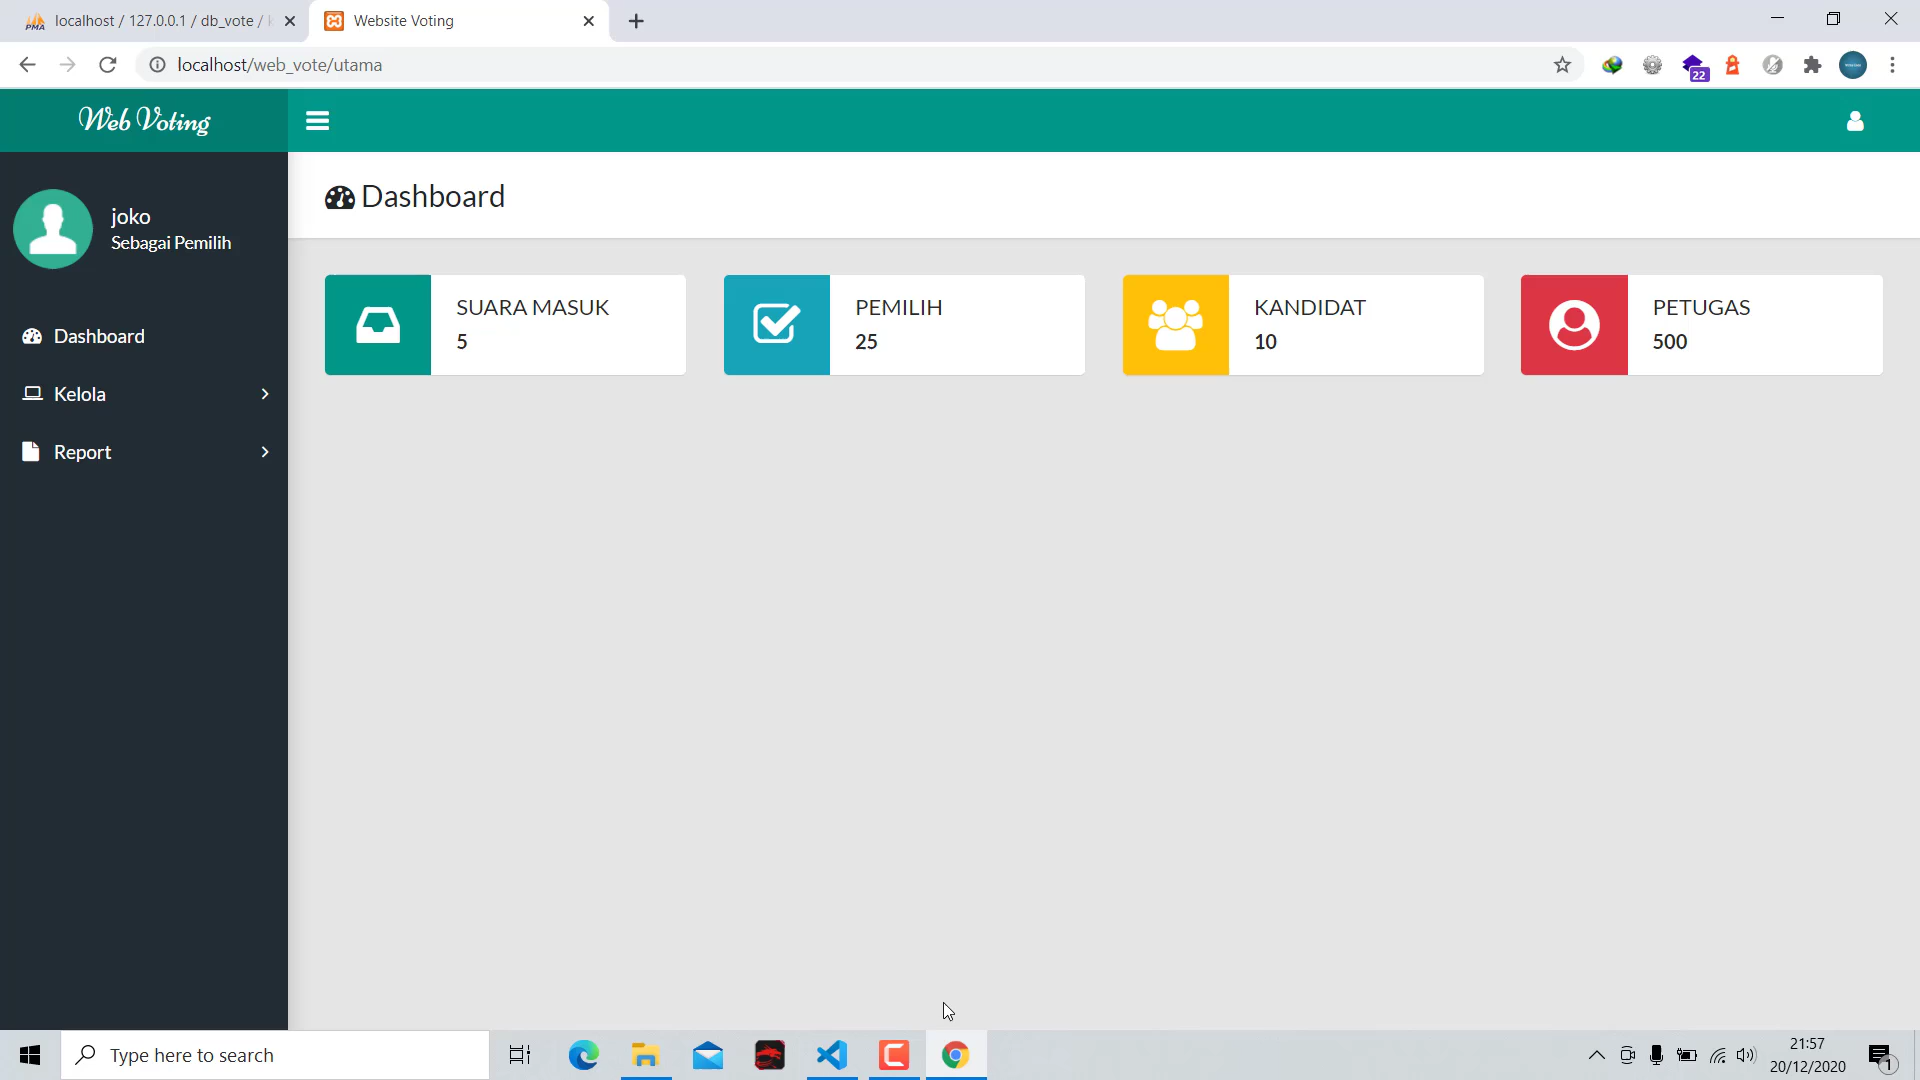 localhost / 127.0.0.1 / db_vote /
Website Voting
localhost/web_vote/utama
22
Web Voting
Dashboard
joko
Sebagai Pemilih
SUARA MASUK
5
PEMILIH
25
KANDIDAT
10
PETUGAS
500
Dashboard
Kelola
Report
Type here to search
21:57
20/12/2020
1